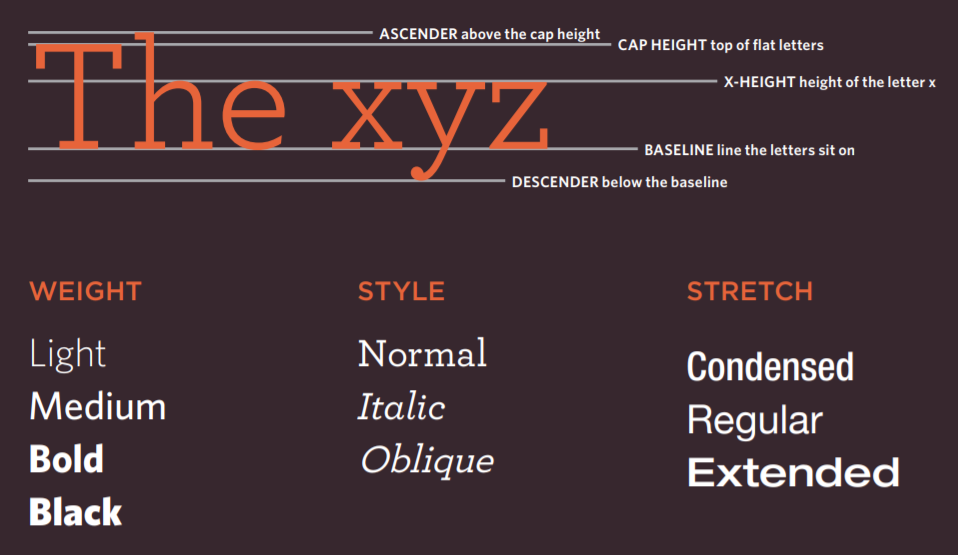 ASCENDER above the cap height
CAP HEIGHT top of flat letters
The xyz
X-HEIGHT height of the letter x
BASELINE line the letters sit on
DESCENDER below the baseline
WEIGHT
Light
Medium
Bold
Black
STYLE
Normal
Italic
Oblique
STRETCH
Condensed
Regular
Extended